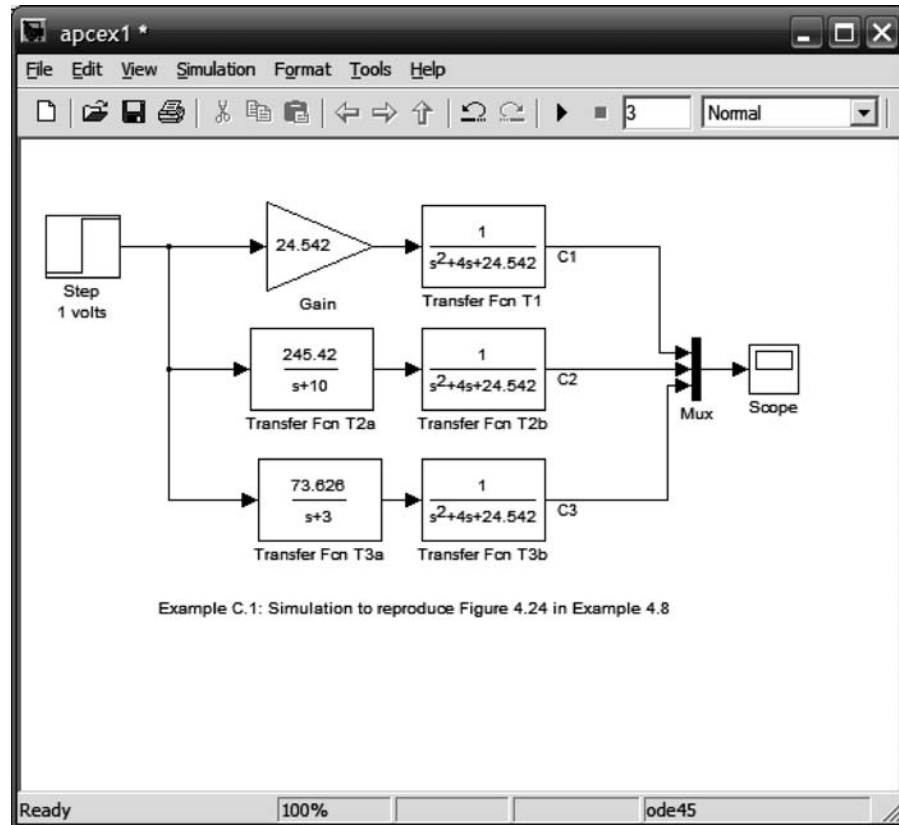 apcex1 *
File Edit View Simulation Format Tools Help
3 Normal
Step
1 volts
24.542
Gain
1
s²+4s+24.542
Transfer Fcn T1
C1
245.42
s+10
Transfer Fcn T2a
1
s²+4s+24.542
Transfer Fcn T2b
C2
73.626
s+3
Transfer Fcn T3a
1
s²+4s+24.542
Transfer Fcn T3b
C3
Mux
Scope
Example C.1: Simulation to reproduce Figure 4.24 in Example 4.8
Ready 100% ode45